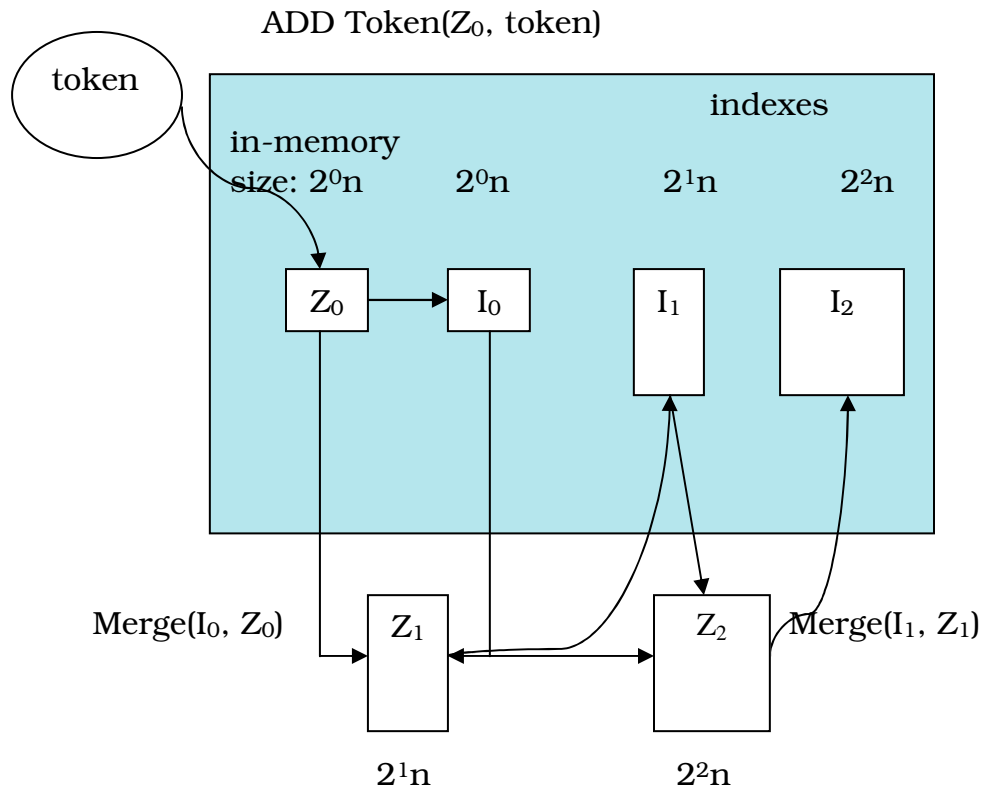 ADD Token(Z₀, token)
token
indexes
in-memory
size: 2⁰n 2⁰n 2¹n 2²n
Z₀ I₀ I₁ I₂
Merge(I₀, Z₀) Z₁ Z₂ Merge(I₁, Z₁)
2¹n 2²n